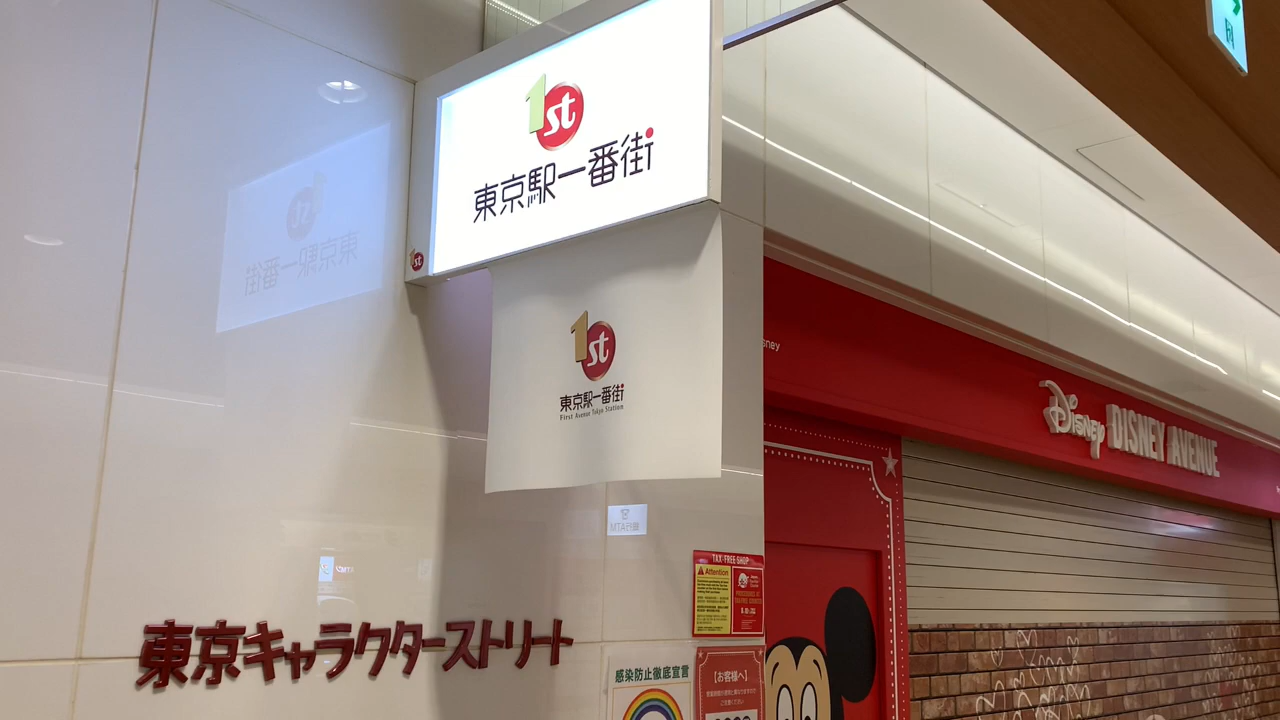 1st
東京駅一番街
1st
1st
東京駅一番街
First Avenue Tokyo Station
Disney DISNEY AVENUE
東京キャラクターストリート
TAX-FREE SHOP
Attention
感染防止徹底宣言
【お客様へ】